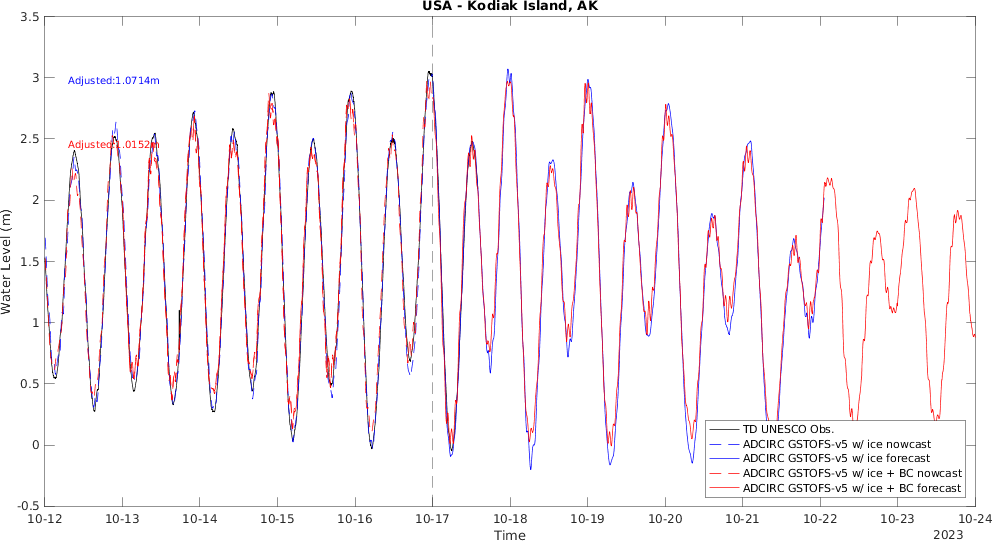 USA - Kodiak Island, AK
3.5
3
2.5
2
1.5
1
0.5
0
-0.5
Water Level (m)
Adjusted:1.0714m
Adjusted:1.0152m
TD UNESCO Obs.
ADCIRC GSTOFS-v5 w/ ice nowcast
ADCIRC GSTOFS-v5 w/ ice forecast
ADCIRC GSTOFS-v5 w/ ice + BC nowcast
ADCIRC GSTOFS-v5 w/ ice + BC forecast
10-12 10-13 10-14 10-15 10-16 10-17 10-18 10-19 10-20 10-21 10-22 10-23 10-24
Time
2023